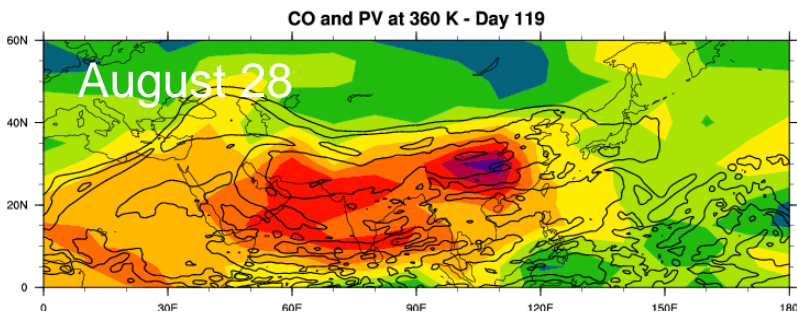 CO and PV at 360 K - Day 119
60N
August 28
40N
20N
0
0 30E 60E 90E 120E 150E 180